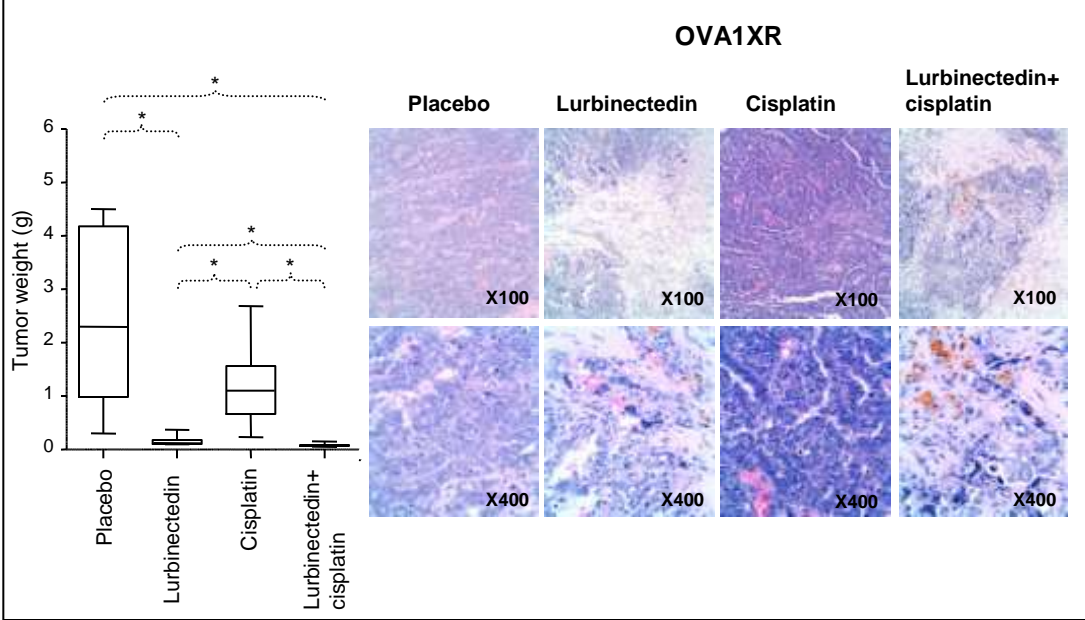 OVA1XR
Placebo
Lurbinectedin
Cisplatin
Lurbinectedin+
cisplatin
*
*
*
*
*
Tumor weight (g)
6
5
4
3
2
1
0
Placebo
Lurbinectedin
Cisplatin
Lurbinectedin+
cisplatin
X100
X100
X100
X100
X400
X400
X400
X400